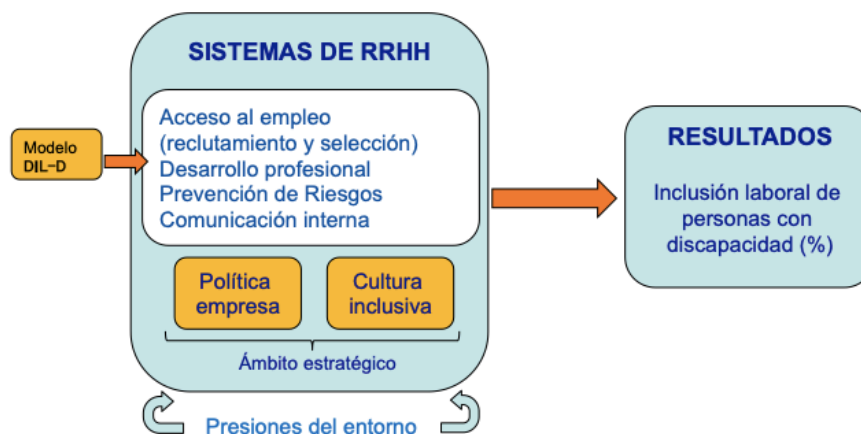 SISTEMAS DE RRHH
Modelo
DIL-D
Acceso al empleo
(reclutamiento y selección)
Desarrollo profesional
Prevención de Riesgos
Comunicación interna
Política
empresa
Cultura
inclusiva
Ámbito estratégico
Presiones del entorno
RESULTADOS
Inclusión laboral de
personas con
discapacidad (%)